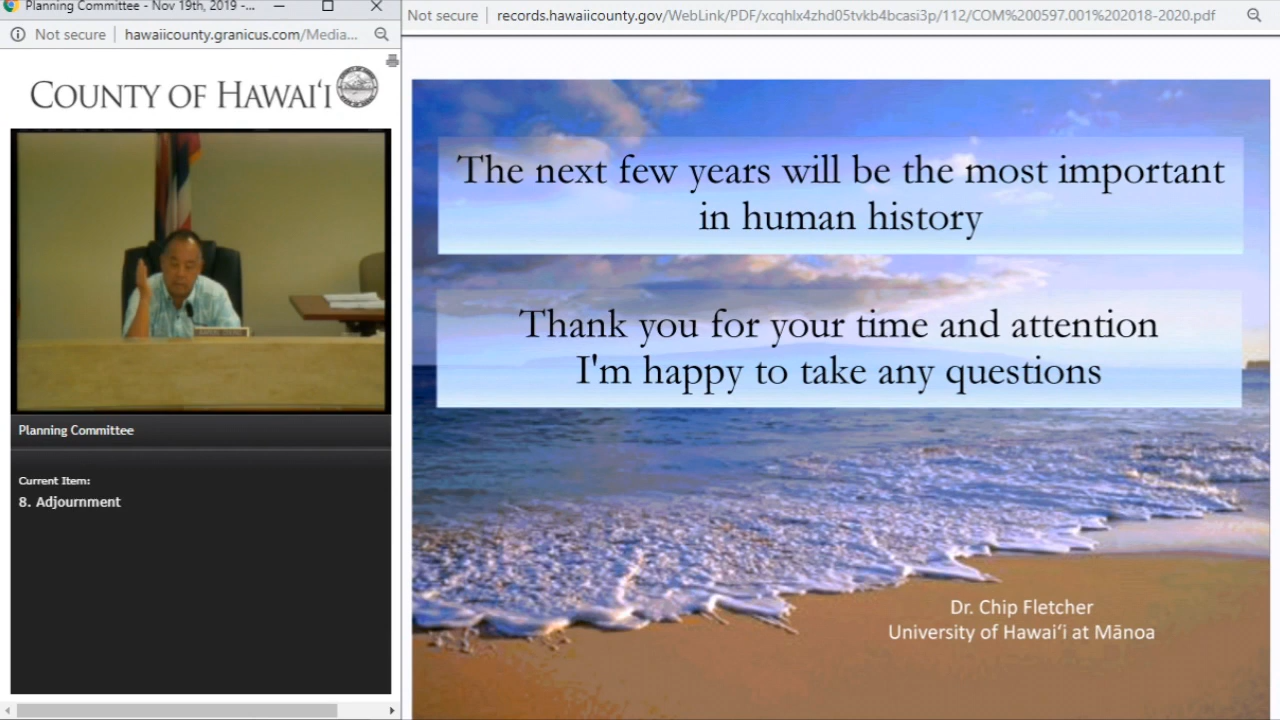 Planning Committee - Nov 19th, 2019 -...
Not secure
hawaiicounty.granicus.com/Media...
COUNTY OF HAWAIʻI
Planning Committee
Current Item:
8. Adjournment
Not secure
records.hawaiicounty.gov/WebLink/PDF/xcqhlx4zhd05tvkb4bcasi3p/112/COM%200597.001%202018-2020.pdf
The next few years will be the most important
in human history
Thank you for your time and attention
I'm happy to take any questions
Dr. Chip Fletcher
University of Hawaiʻi at Mānoa